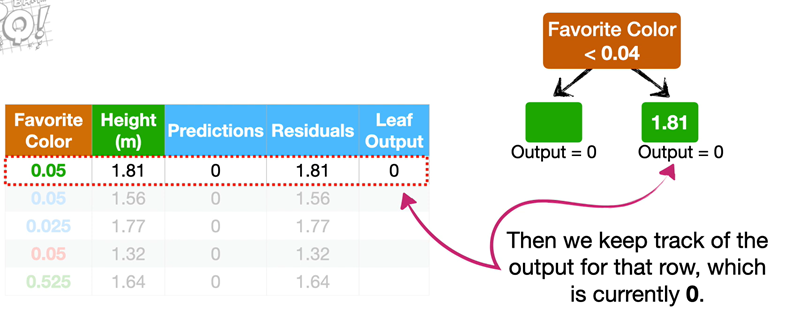 Q!
Favorite Color
< 0.04
1.81
Output = 0 Output = 0
Favorite Color Height (m) Predictions Residuals Leaf Output
0.05 1.81 0 1.81 0
0.05 1.56 0 1.56
0.025 1.77 0 1.77
0.05 1.32 0 1.32
0.525 1.64 0 1.64
Then we keep track of the
output for that row, which
is currently 0.